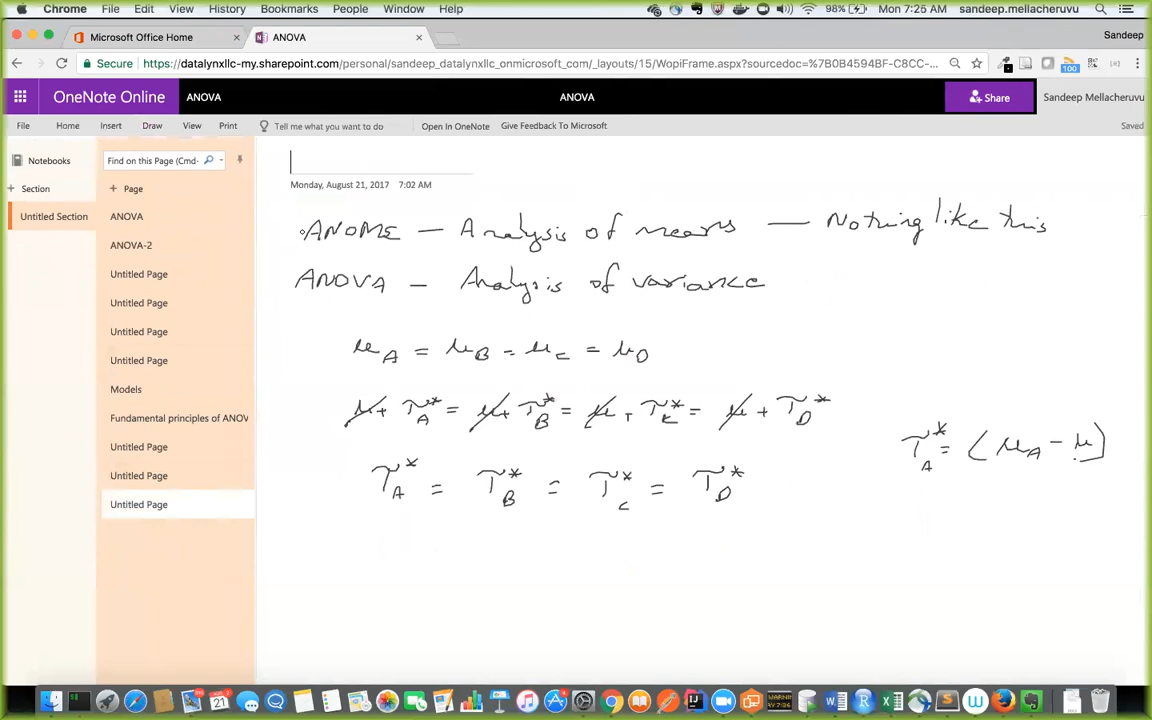 Chrome File Edit View History Bookmarks People Window Help 98% Mon 7:25 AM sandeep.mellacheruvu
Microsoft Office Home × ANOVA × Sandeep
Secure https://datalynxllc-my.sharepoint.com/personal/sandeep_datalynxllc_onmicrosoft_com/_layouts/15/WopiFrame.aspx?sourcedoc=%7B0B4594BF-C8CC-... 100
OneNote Online ANOVA ANOVA Share Sandeep Mellacheruvu
File Home Insert Draw View Print Tell me what you want to do Open In OneNote Give Feedback To Microsoft Saved
Notebooks
Find on this Page (Cmd-
+ Section
+ Page
Untitled Section
ANOVA
ANOVA-2
Untitled Page
Untitled Page
Untitled Page
Untitled Page
Models
Fundamental principles of ANOV
Untitled Page
Untitled Page
Untitled Page
Monday, August 21, 2017 7:02 AM
ANOME — Analysis of means — Nothing like this
ANOVA — Analysis of variance
μA = μB = μC = μD
μ + τA* = μ + τB* = μ + τC* = μ + τD*
τA* = (μA − μ)
τA* = τB* = τC* = τD*
21